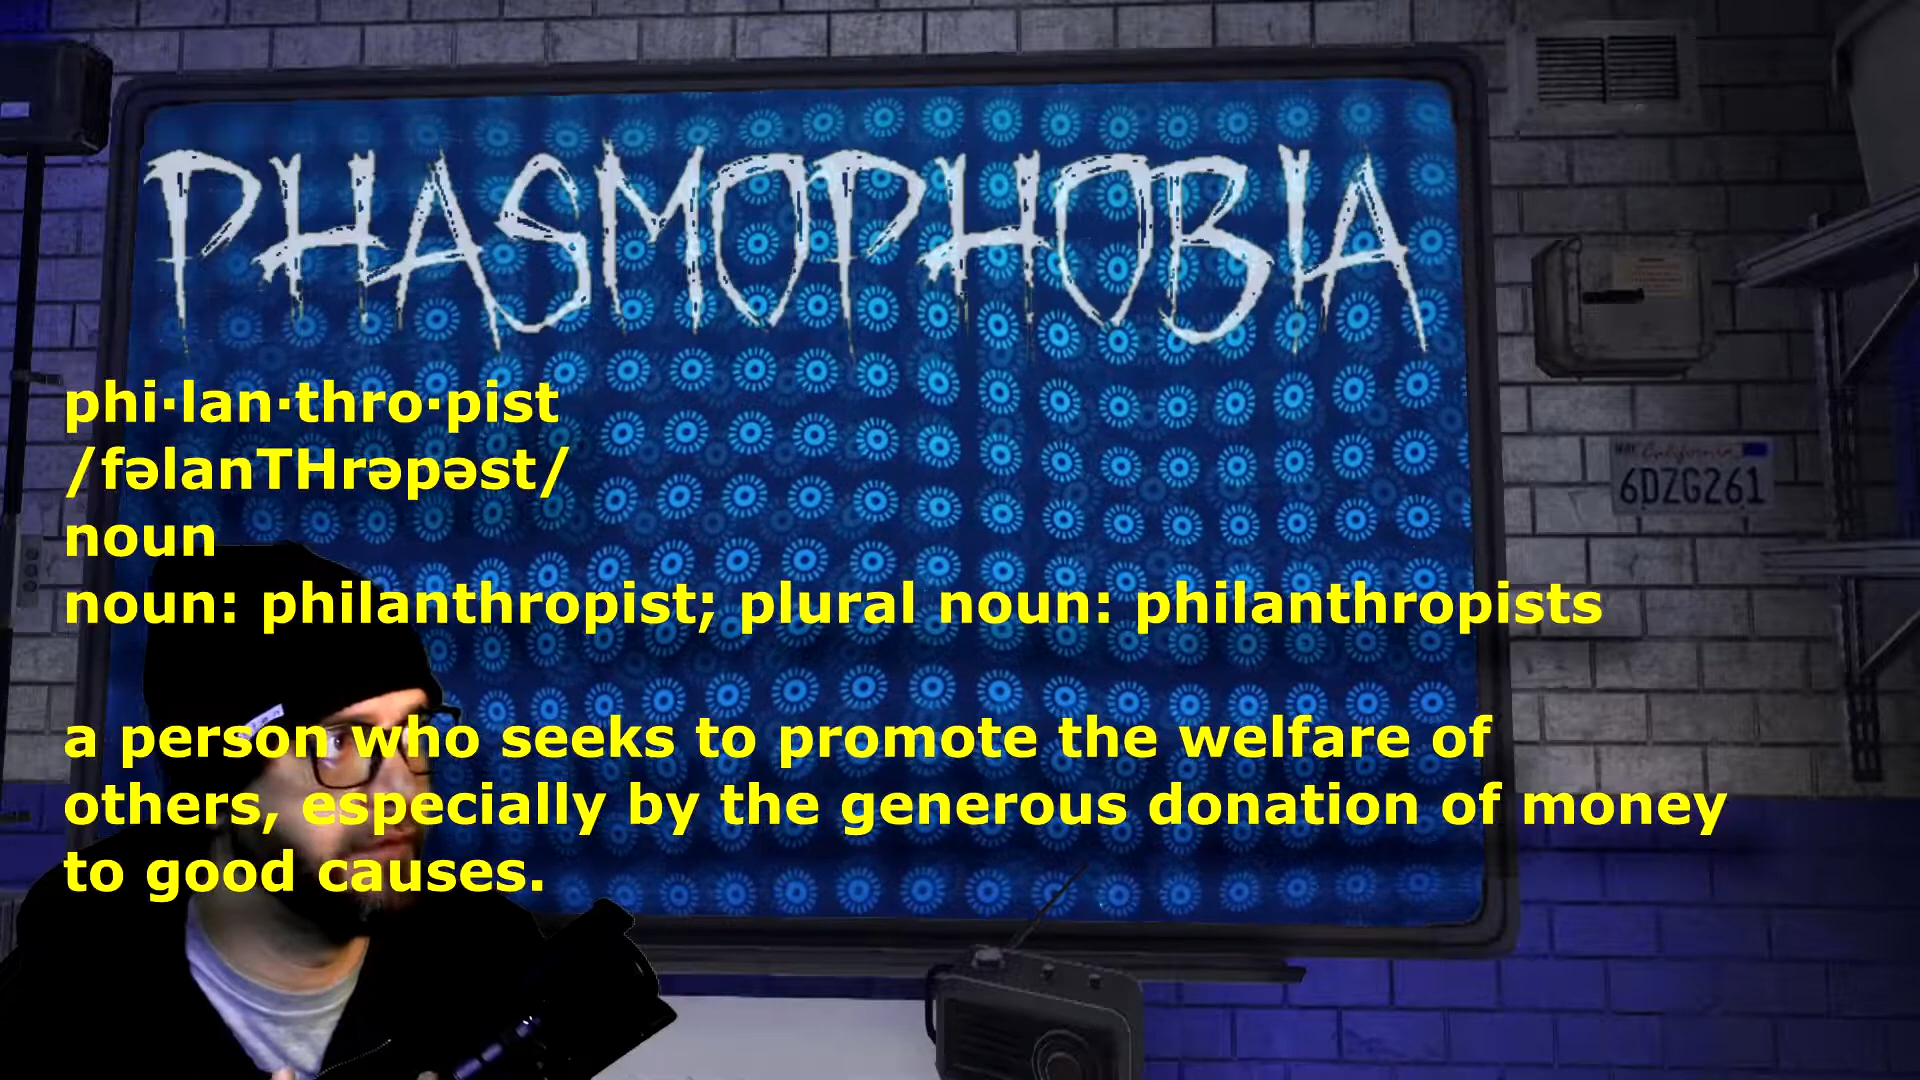 PHASMOPHOBIA
phi·lan·thro·pist
/fəlanTHrəpəst/
noun
noun: philanthropist; plural noun: philanthropists
a person who seeks to promote the welfare of
others, especially by the generous donation of money
to good causes.
California
6DZG261